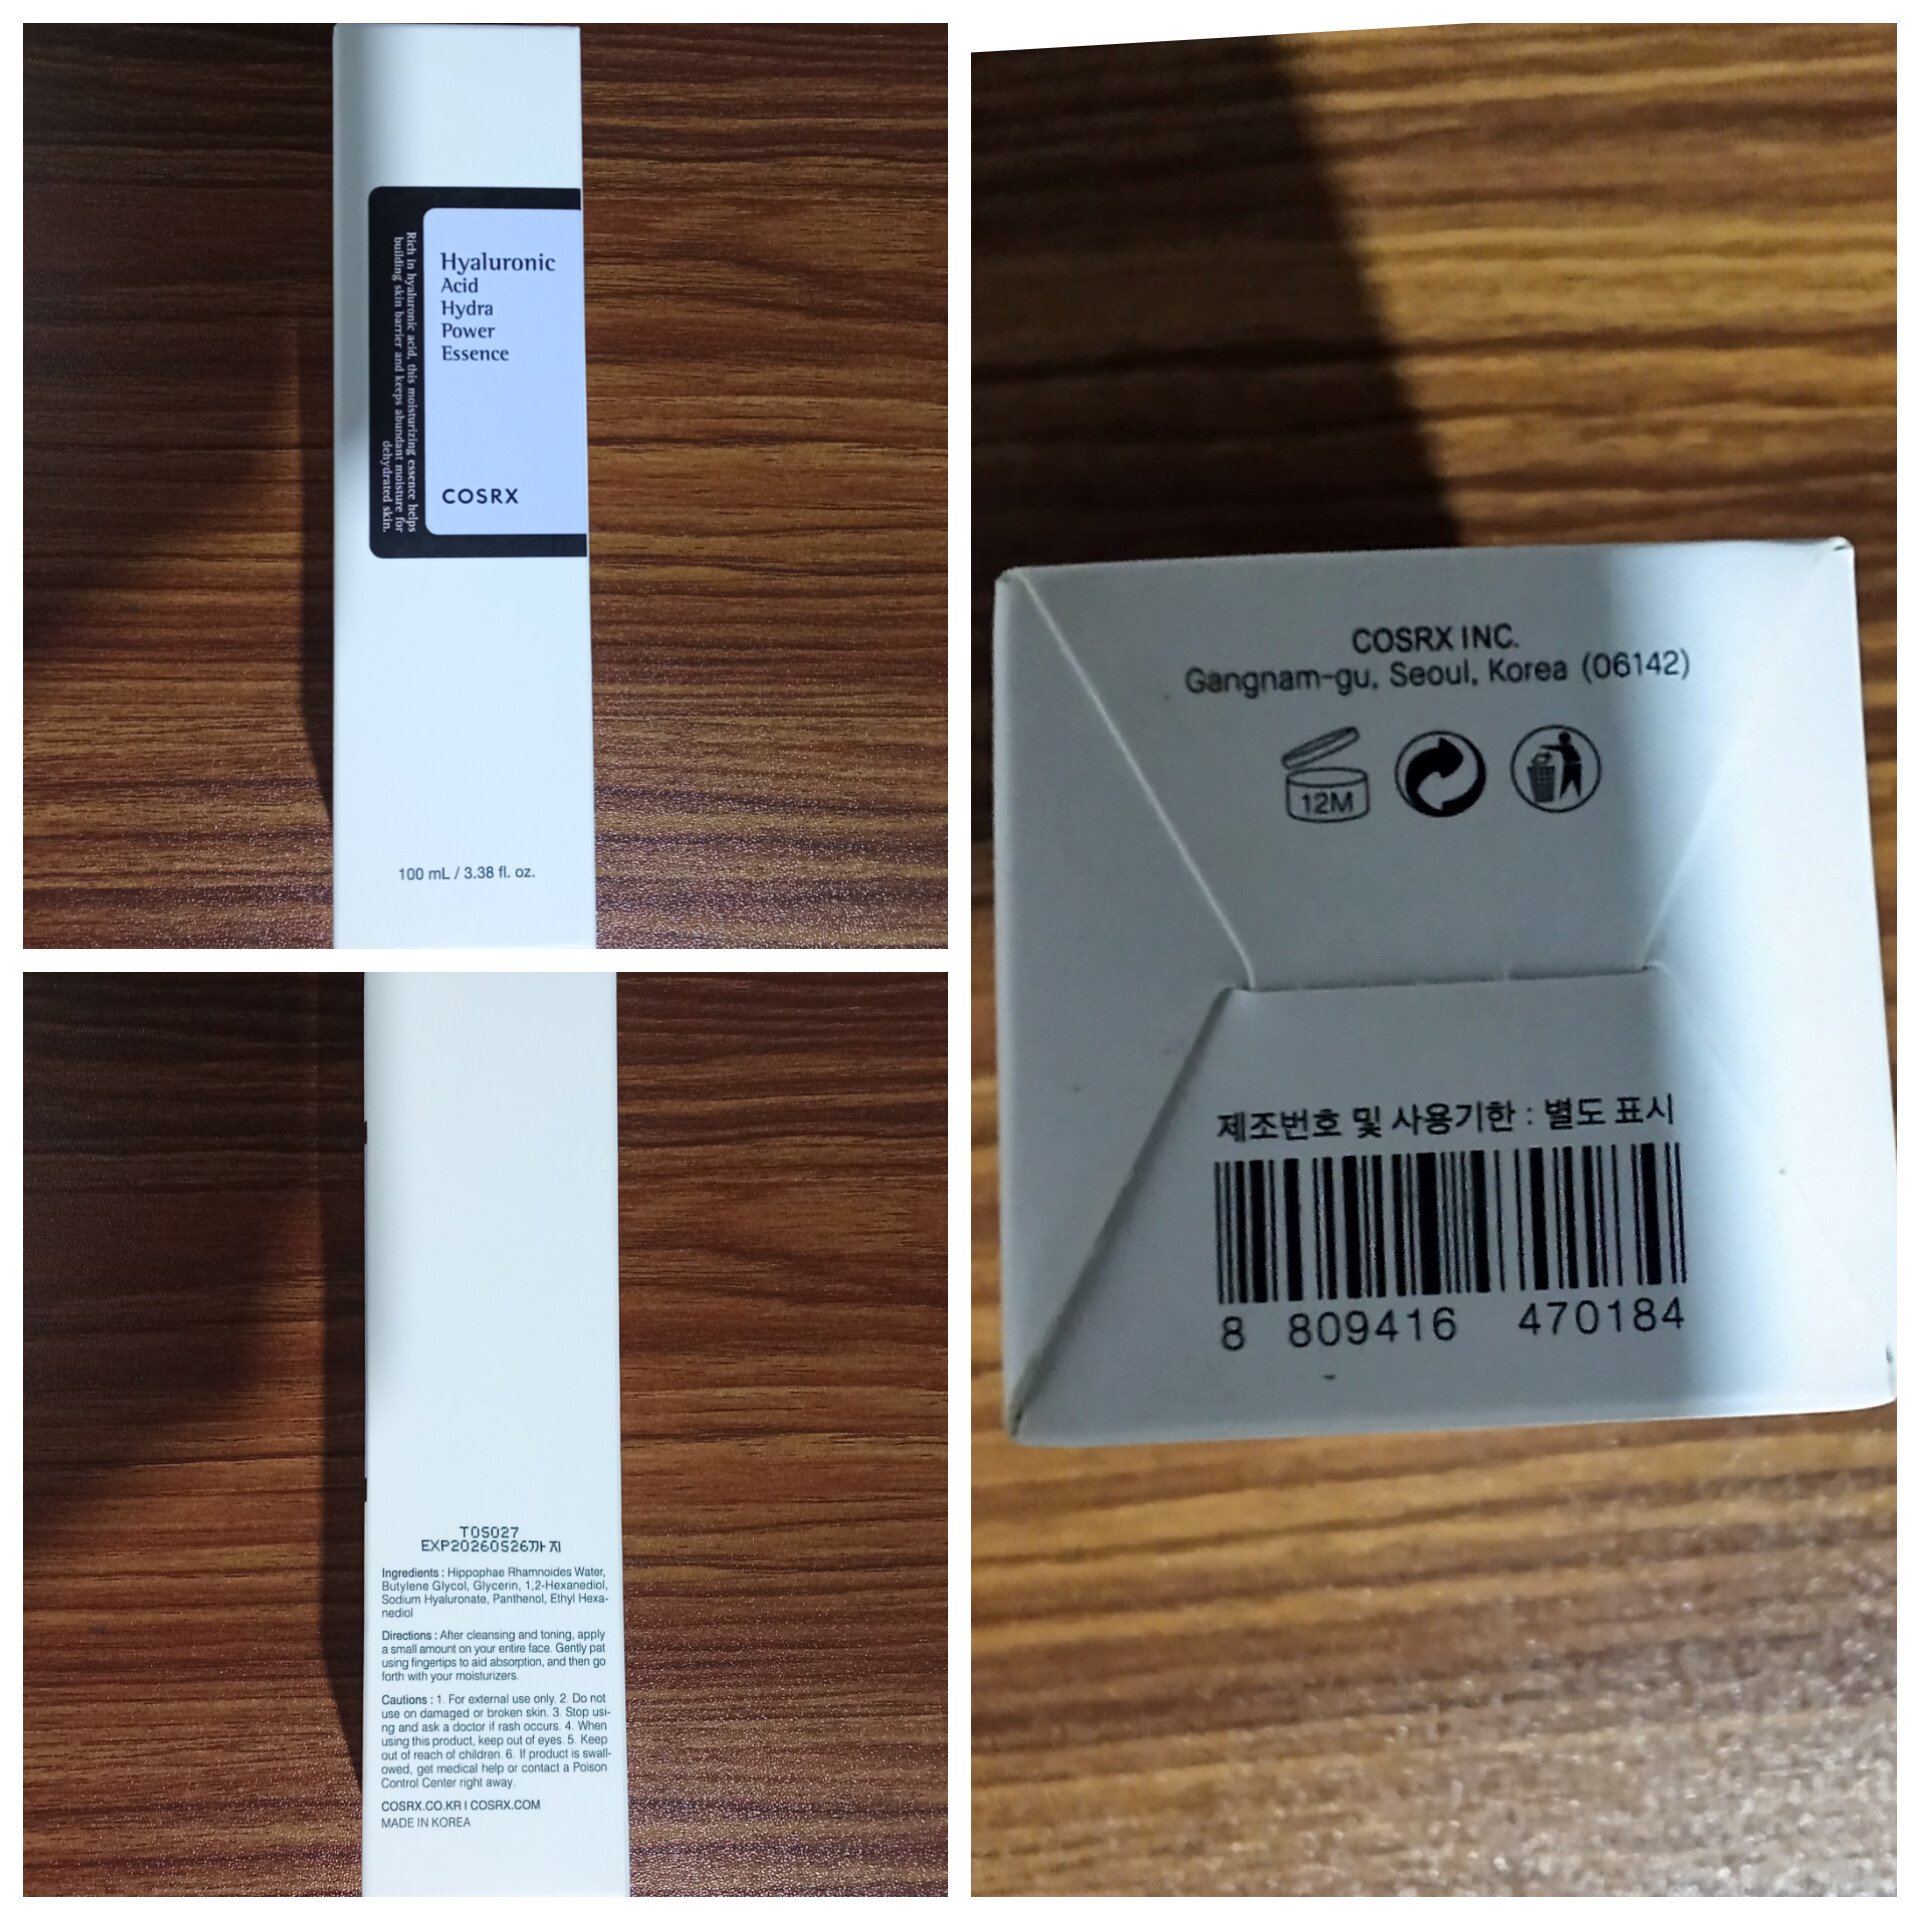 Hyaluronic
Acid
Hydra
Power
Essence
COSRX
Rich in hyaluronic acid, this moisturizing essence helps
building skin barrier and keeps abundant moisture for
dehydrated skin.
100 mL / 3.38 fl. oz.
T0S027
EXP20260526까지
Ingredients : Hippophae Rhamnoides Water,
Butylene Glycol, Glycerin, 1,2-Hexanediol,
Sodium Hyaluronate, Panthenol, Ethyl Hexa-
nediol
Directions : After cleansing and toning, apply
a small amount on your entire face. Gently pat
using fingertips to aid absorption, and then go
forth with your moisturizers.
Cautions : 1. For external use only. 2. Do not
use on damaged or broken skin. 3. Stop usi-
ng and ask a doctor if rash occurs. 4. When
using this product, keep out of eyes. 5. Keep
out of reach of children. 6. If product is swall-
owed, get medical help or contact a Poison
Control Center right away.
COSRX.CO.KR I COSRX.COM
MADE IN KOREA
COSRX INC.
Gangnam-gu, Seoul, Korea (06142)
12M
제조번호 및 사용기한 : 별도 표시
8 809416 470184